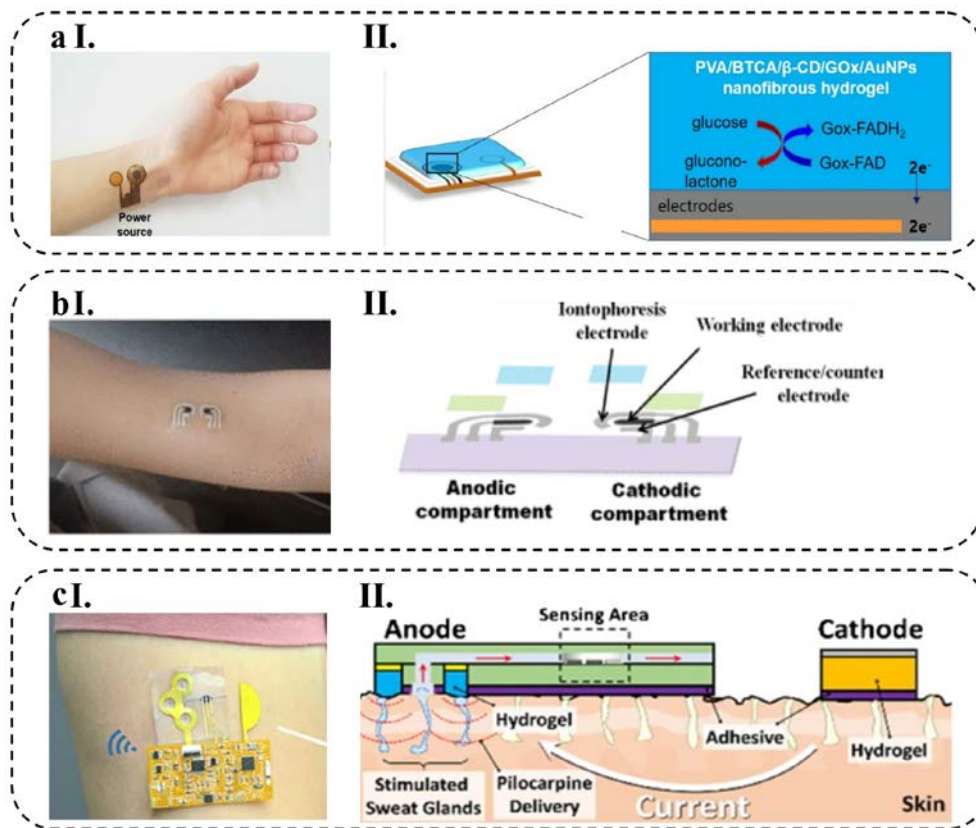 a I.
II.
Power
source
PVA/BTCA/β-CD/GOx/AuNPs
nanofibrous hydrogel
glucose
Gox-FADH₂
glucono-
lactone
Gox-FAD
2e⁻
electrodes
2e⁻
b I.
II.
Iontophoresis
electrode
Working electrode
Reference/counter
electrode
Anodic
compartment
Cathodic
compartment
c I.
II.
Sensing Area
Anode
Cathode
Hydrogel
Adhesive
Hydrogel
Stimulated
Sweat Glands
Pilocarpine
Delivery
Current
Skin